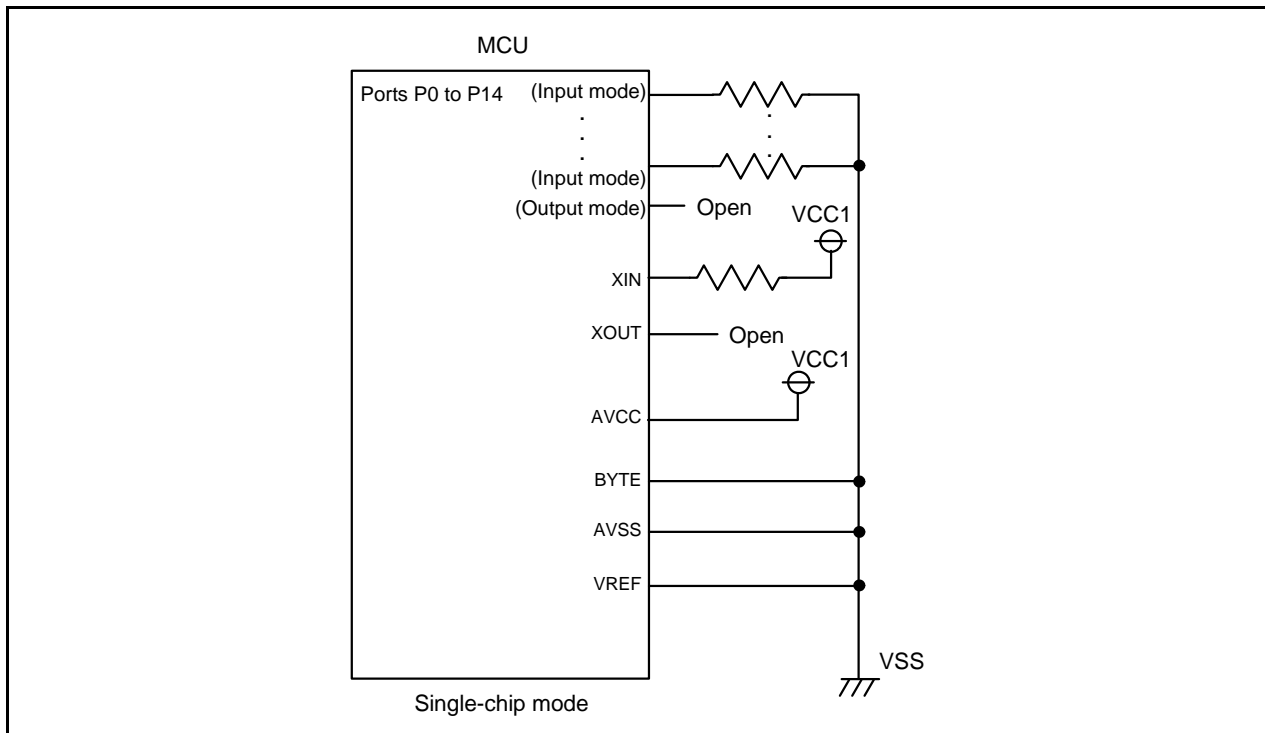 MCU
Ports P0 to P14
(Input mode)
(Input mode)
(Output mode)
Open
VCC1
XIN
XOUT
Open
VCC1
AVCC
BYTE
AVSS
VREF
VSS
Single-chip mode